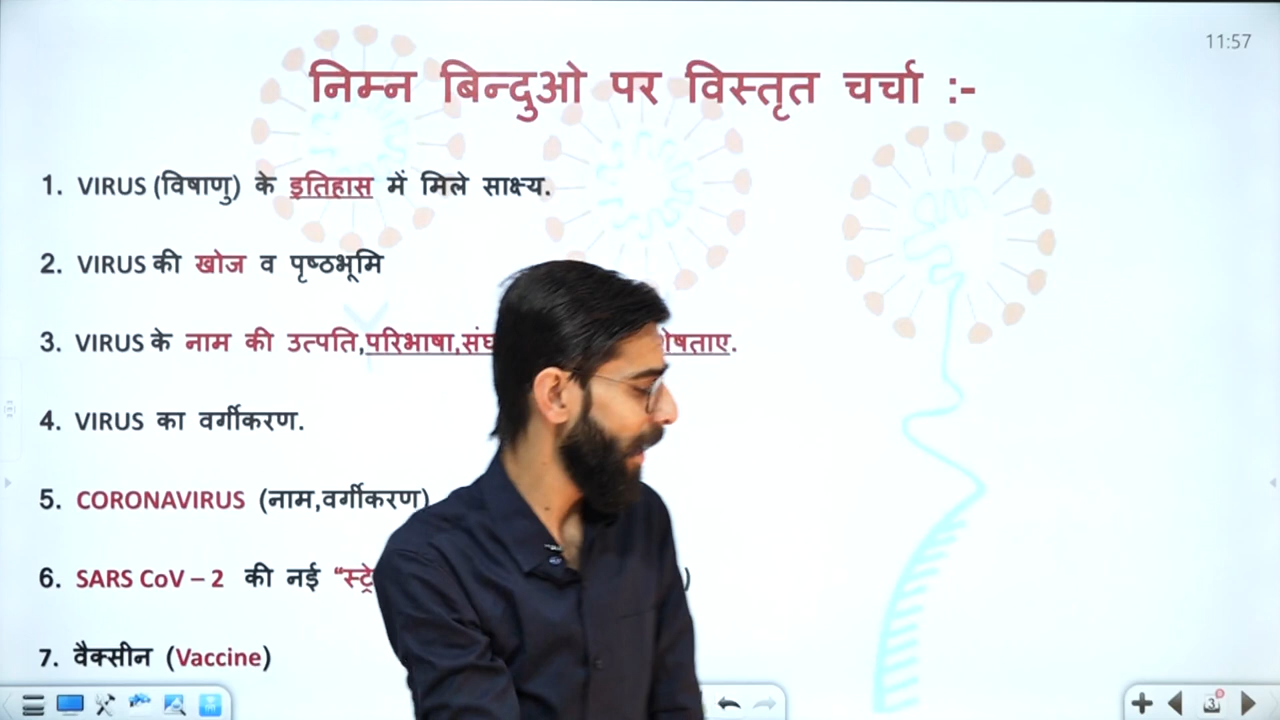 11:57
निम्न बिन्दुओ पर विस्तृत चर्चा :-
1. VIRUS (विषाणु) के इतिहास में मिले साक्ष्य.
2. VIRUS की खोज व पृष्ठभूमि
3. VIRUS के नाम की उत्पति,परिभाषा,
4. VIRUS का वर्गीकरण.
5. CORONAVIRUS (नाम,वर्गीकरण)
6. SARS CoV – 2 की नई
7. वैक्सीन (Vaccine)
3